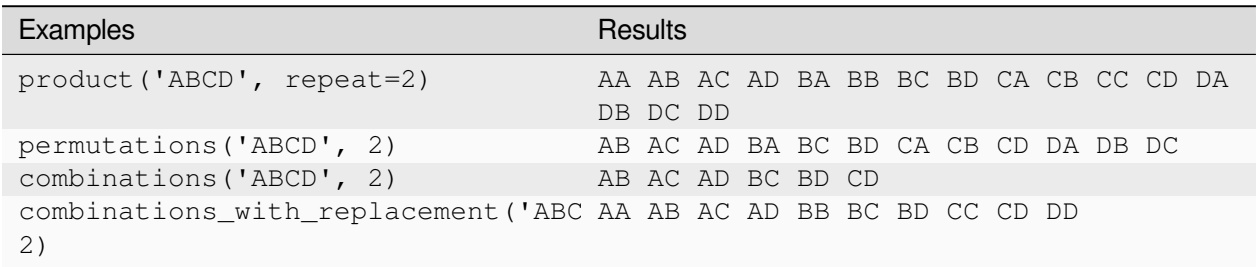 Examples Results
product('ABCD', repeat=2) AA AB AC AD BA BB BC BD CA CB CC CD DA
DB DC DD
permutations('ABCD', 2) AB AC AD BA BC BD CA CB CD DA DB DC
combinations('ABCD', 2) AB AC AD BC BD CD
combinations_with_replacement('ABC AA AB AC AD BB BC BD CC CD DD
2)